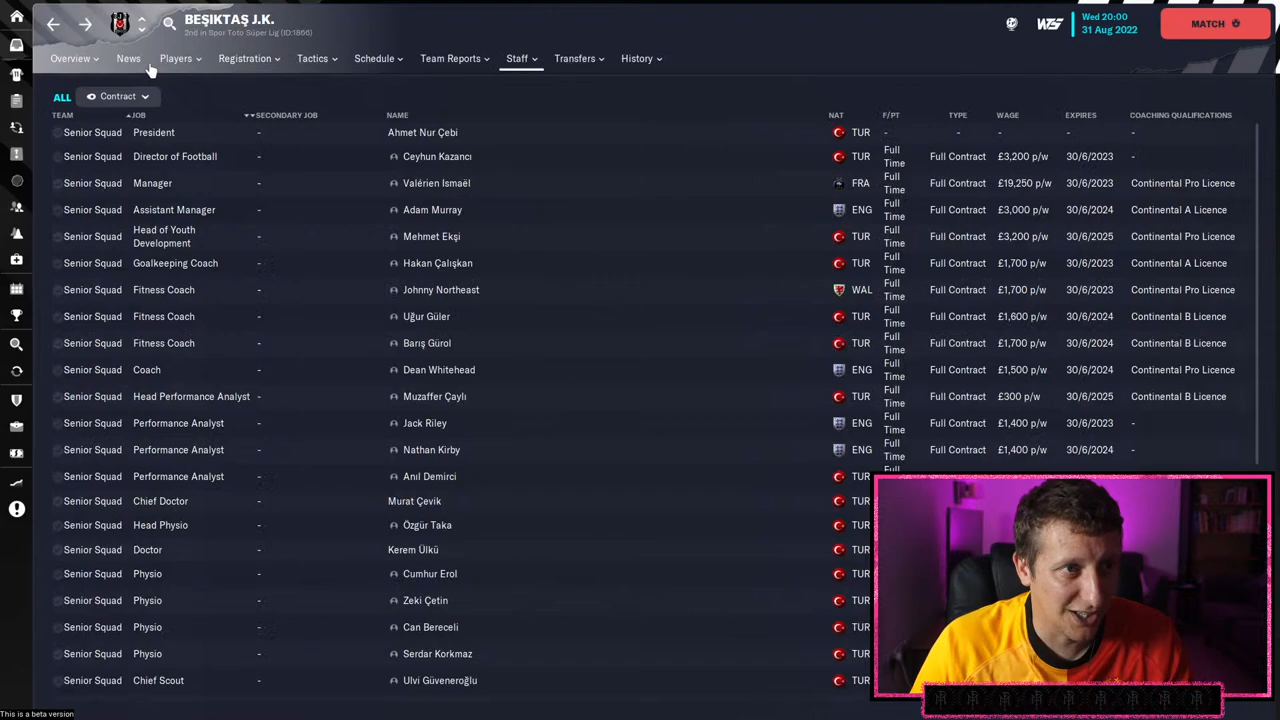 BEŞIKTAŞ J.K.
2nd in Spor Toto Süper Lig (ID:1866)
Wed 20:00
31 Aug 2022
MATCH
Overview News Players Registration Tactics Schedule Team Reports Staff Transfers History
ALL Contract
TEAM JOB SECONDARY JOB NAME NAT F/PT TYPE WAGE EXPIRES COACHING QUALIFICATIONS
Senior Squad President - Ahmet Nur Çebi TUR - - - - -
Senior Squad Director of Football - Ceyhun Kazancı TUR Full Time Full Contract £3,200 p/w 30/6/2023 -
Senior Squad Manager - Valérien Ismaël FRA Full Time Full Contract £19,250 p/w 30/6/2023 Continental Pro Licence
Senior Squad Assistant Manager - Adam Murray ENG Full Time Full Contract £3,000 p/w 30/6/2024 Continental A Licence
Senior Squad Head of Youth Development - Mehmet Ekşi TUR Full Time Full Contract £3,200 p/w 30/6/2025 Continental Pro Licence
Senior Squad Goalkeeping Coach - Hakan Çalışkan TUR Full Time Full Contract £1,700 p/w 30/6/2023 Continental A Licence
Senior Squad Fitness Coach - Johnny Northeast WAL Full Time Full Contract £1,700 p/w 30/6/2023 Continental Pro Licence
Senior Squad Fitness Coach - Uğur Güler TUR Full Time Full Contract £1,600 p/w 30/6/2024 Continental B Licence
Senior Squad Fitness Coach - Barış Gürol TUR Full Time Full Contract £1,700 p/w 30/6/2024 Continental B Licence
Senior Squad Coach - Dean Whitehead ENG Full Time Full Contract £1,500 p/w 30/6/2024 Continental Pro Licence
Senior Squad Head Performance Analyst - Muzaffer Çaylı TUR Full Time Full Contract £300 p/w 30/6/2025 Continental B Licence
Senior Squad Performance Analyst - Jack Riley ENG Full Time Full Contract £1,400 p/w 30/6/2023 -
Senior Squad Performance Analyst - Nathan Kirby ENG Full Time Full Contract £1,400 p/w 30/6/2024 -
Senior Squad Performance Analyst - Anıl Demirci TUR Full
Senior Squad Chief Doctor - Murat Çevik TUR
Senior Squad Head Physio - Özgür Taka TUR
Senior Squad Doctor - Kerem Ülkü TUR
Senior Squad Physio - Cumhur Erol TUR
Senior Squad Physio - Zeki Çetin TUR
Senior Squad Physio - Can Bereceli TUR
Senior Squad Physio - Serdar Korkmaz TUR
Senior Squad Chief Scout - Ulvi Güveneroğlu TUR
This is a beta version